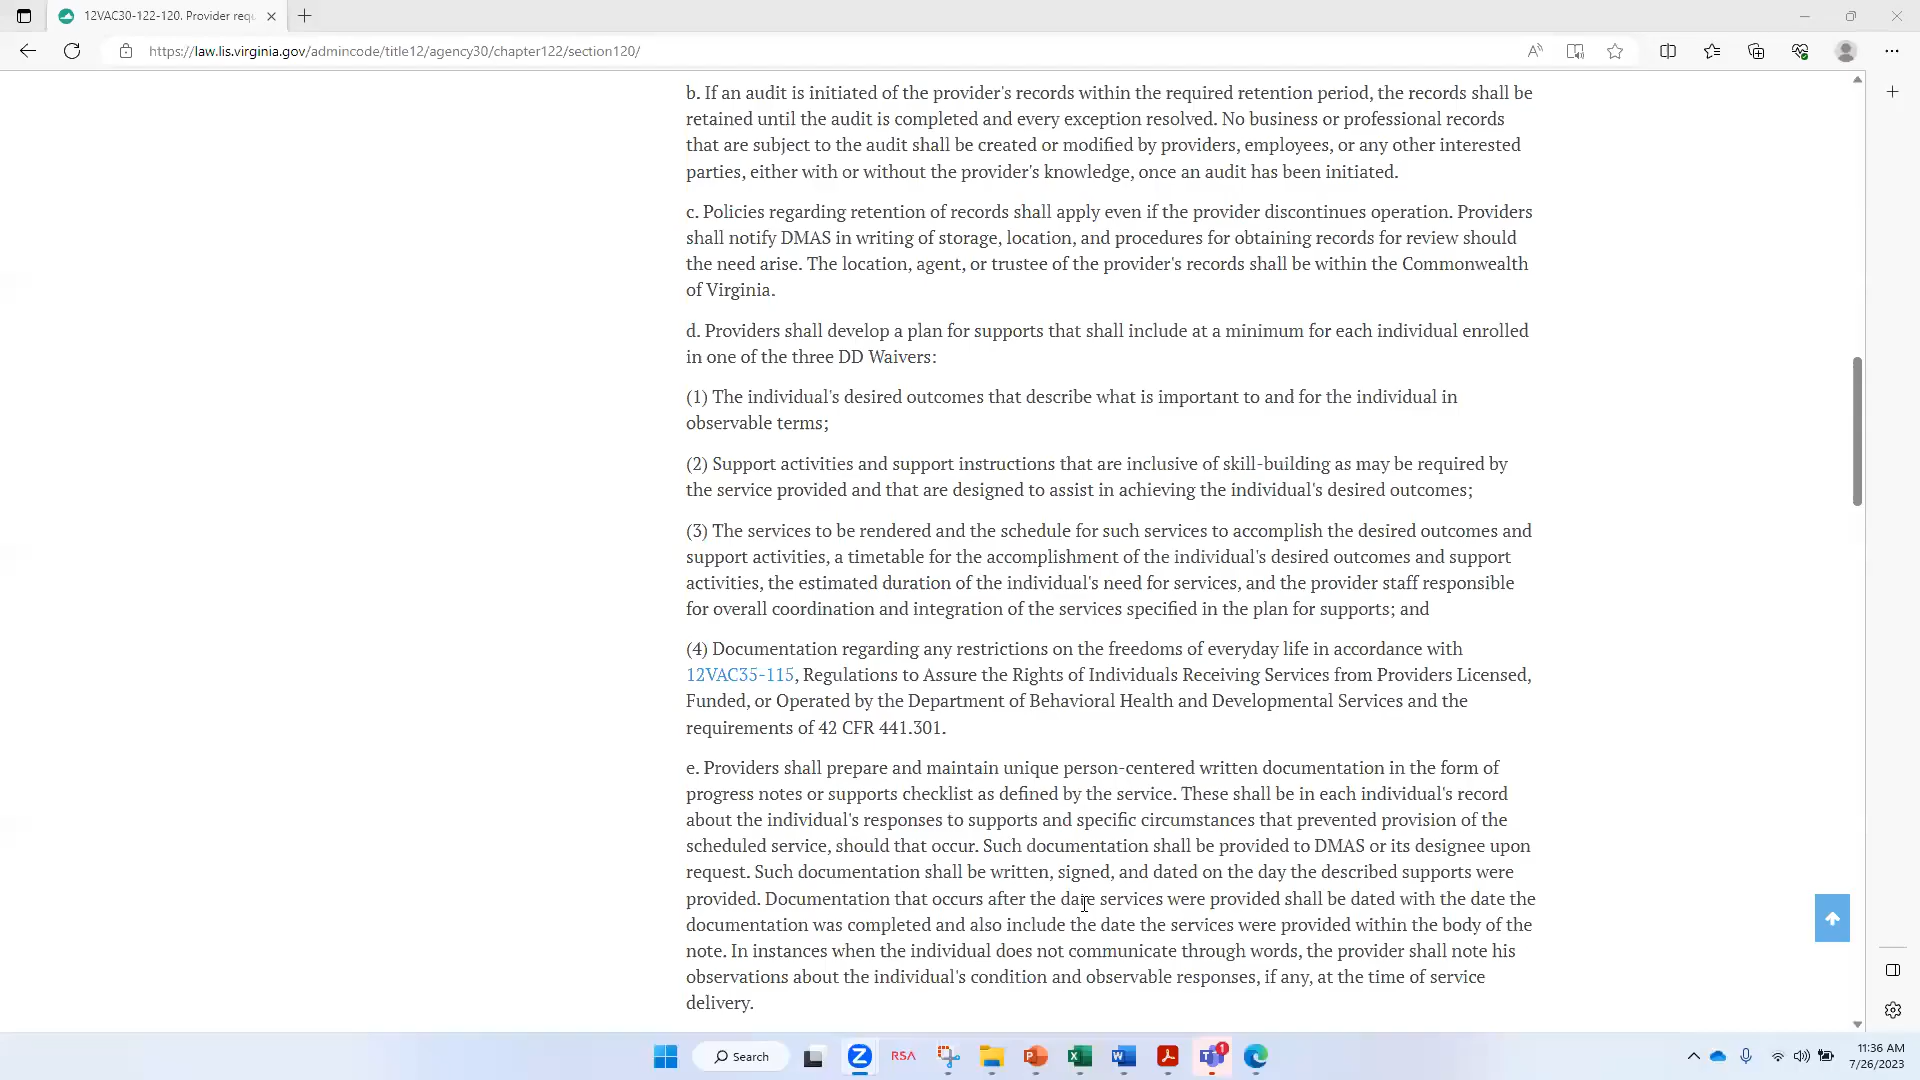 12VAC30-122-120. Provider req
https://law.lis.virginia.gov/admincode/title12/agency30/chapter122/section120/
b. If an audit is initiated of the provider's records within the required retention period, the records shall be
retained until the audit is completed and every exception resolved. No business or professional records
that are subject to the audit shall be created or modified by providers, employees, or any other interested
parties, either with or without the provider's knowledge, once an audit has been initiated.
c. Policies regarding retention of records shall apply even if the provider discontinues operation. Providers
shall notify DMAS in writing of storage, location, and procedures for obtaining records for review should
the need arise. The location, agent, or trustee of the provider's records shall be within the Commonwealth
of Virginia.
d. Providers shall develop a plan for supports that shall include at a minimum for each individual enrolled
in one of the three DD Waivers:
(1) The individual's desired outcomes that describe what is important to and for the individual in
observable terms;
(2) Support activities and support instructions that are inclusive of skill-building as may be required by
the service provided and that are designed to assist in achieving the individual's desired outcomes;
(3) The services to be rendered and the schedule for such services to accomplish the desired outcomes and
support activities, a timetable for the accomplishment of the individual's desired outcomes and support
activities, the estimated duration of the individual's need for services, and the provider staff responsible
for overall coordination and integration of the services specified in the plan for supports; and
(4) Documentation regarding any restrictions on the freedoms of everyday life in accordance with
12VAC35-115, Regulations to Assure the Rights of Individuals Receiving Services from Providers Licensed,
Funded, or Operated by the Department of Behavioral Health and Developmental Services and the
requirements of 42 CFR 441.301.
e. Providers shall prepare and maintain unique person-centered written documentation in the form of
progress notes or supports checklist as defined by the service. These shall be in each individual's record
about the individual's responses to supports and specific circumstances that prevented provision of the
scheduled service, should that occur. Such documentation shall be provided to DMAS or its designee upon
request. Such documentation shall be written, signed, and dated on the day the described supports were
provided. Documentation that occurs after the date services were provided shall be dated with the date the
documentation was completed and also include the date the services were provided within the body of the
note. In instances when the individual does not communicate through words, the provider shall note his
observations about the individual's condition and observable responses, if any, at the time of service
delivery.
Search
RSA
1
11:36 AM
7/26/2023